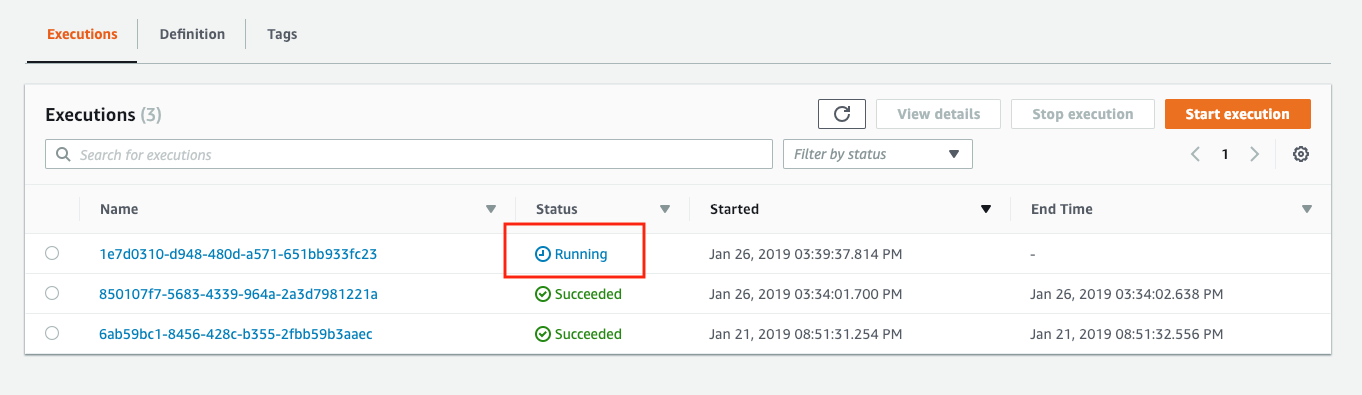 Executions Definition Tags
Executions (3) View details Stop execution Start execution
Search for executions Filter by status 1
Name Status Started End Time
1e7d0310-d948-480d-a571-651bb933fc23 Running Jan 26, 2019 03:39:37.814 PM -
850107f7-5683-4339-964a-2a3d7981221a Succeeded Jan 26, 2019 03:34:01.700 PM Jan 26, 2019 03:34:02.638 PM
6ab59bc1-8456-428c-b355-2fbb59b3aaec Succeeded Jan 21, 2019 08:51:31.254 PM Jan 21, 2019 08:51:32.556 PM